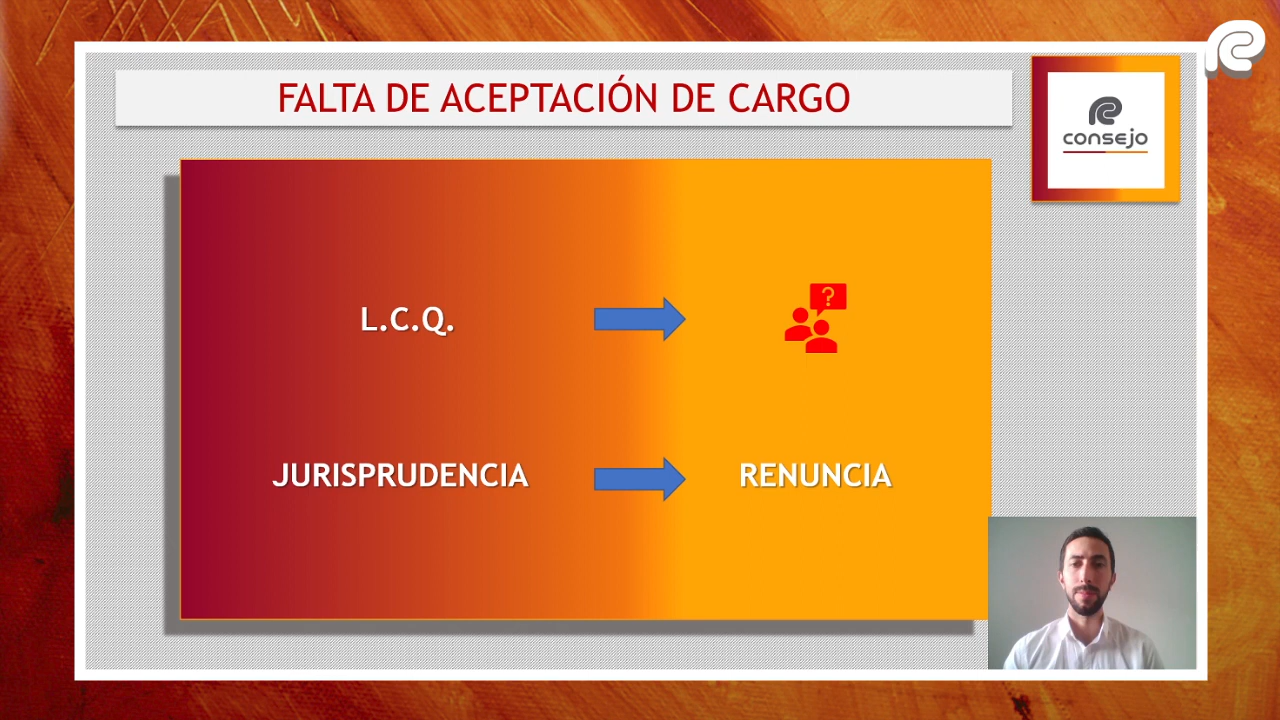 FALTA DE ACEPTACIÓN DE CARGO
consejo
L.C.Q.
?
JURISPRUDENCIA
RENUNCIA